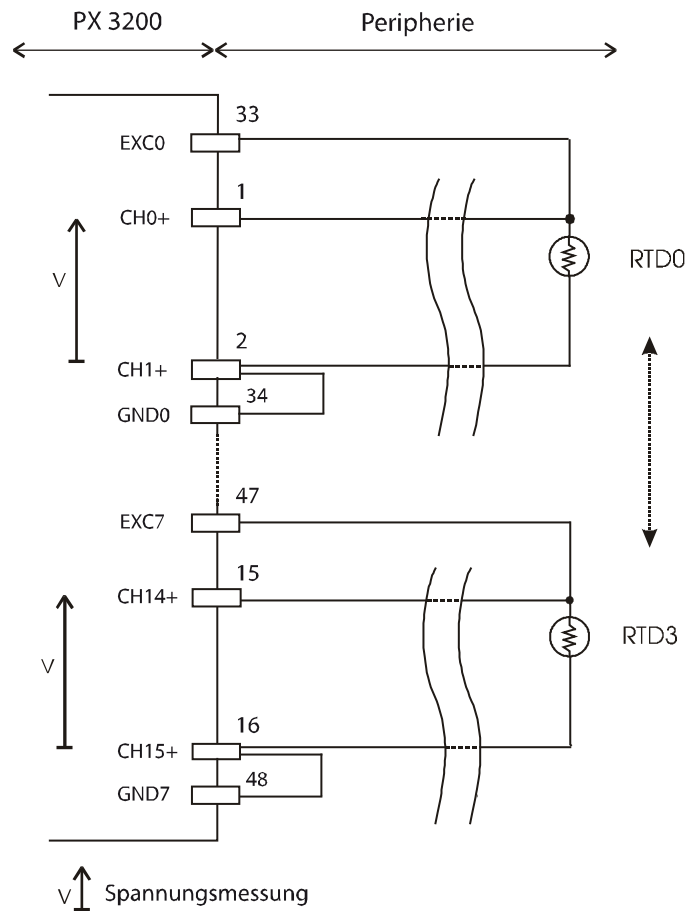 PX 3200
Peripherie
33
EXC0
1
CH0+
V
RTD0
2
CH1+
34
GND0
47
EXC7
15
CH14+
V
RTD3
16
CH15+
48
GND7
V Spannungsmessung